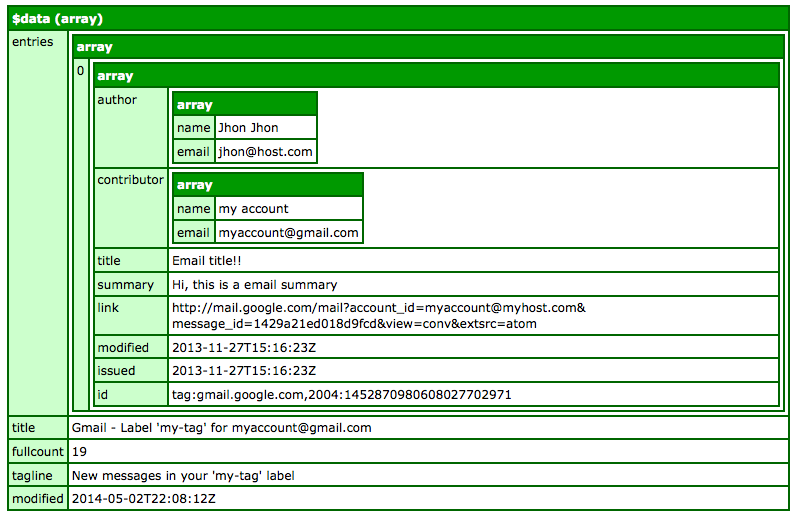 $data (array)
entries
array
0
array
author
array
name Jhon Jhon
email jhon@host.com
contributor
array
name my account
email myaccount@gmail.com
title Email title!!
summary Hi, this is a email summary
link http://mail.google.com/mail?account_id=myaccount@myhost.com&
message_id=1429a21ed018d9fcd&view=conv&extsrc=atom
modified 2013-11-27T15:16:23Z
issued 2013-11-27T15:16:23Z
id tag:gmail.google.com,2004:1452870980608027702971
title Gmail - Label 'my-tag' for myaccount@gmail.com
fullcount 19
tagline New messages in your 'my-tag' label
modified 2014-05-02T22:08:12Z